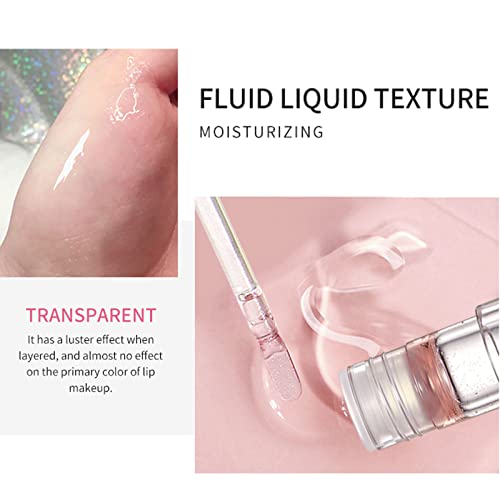 FLUID LIQUID TEXTURE
MOISTURIZING
TRANSPARENT
It has a luster effect when
layered, and almost no effect
on the primary color of lip
makeup.